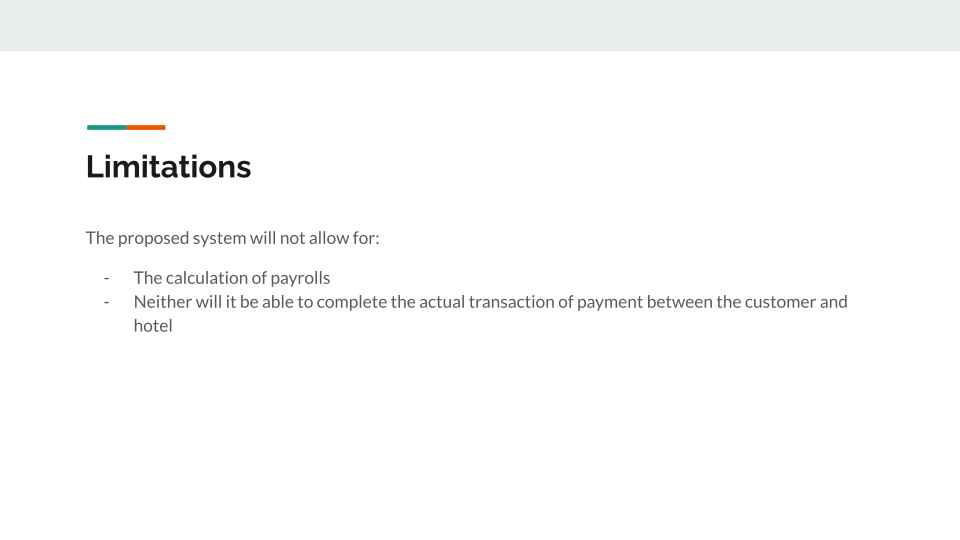 Limitations
The proposed system will not allow for:
- The calculation of payrolls
- Neither will it be able to complete the actual transaction of payment between the customer and
hotel